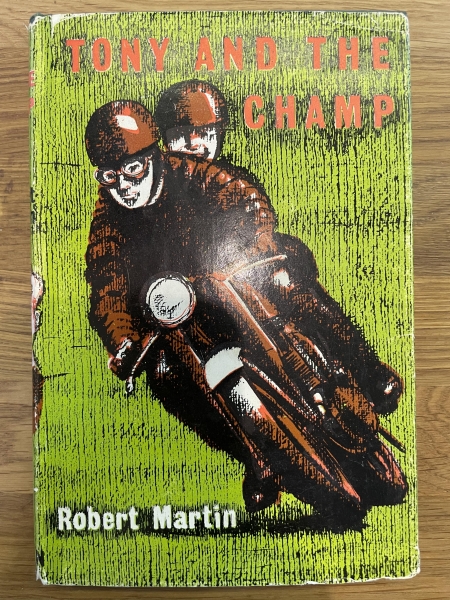 TONY AND THE
CHAMP
Robert Martin